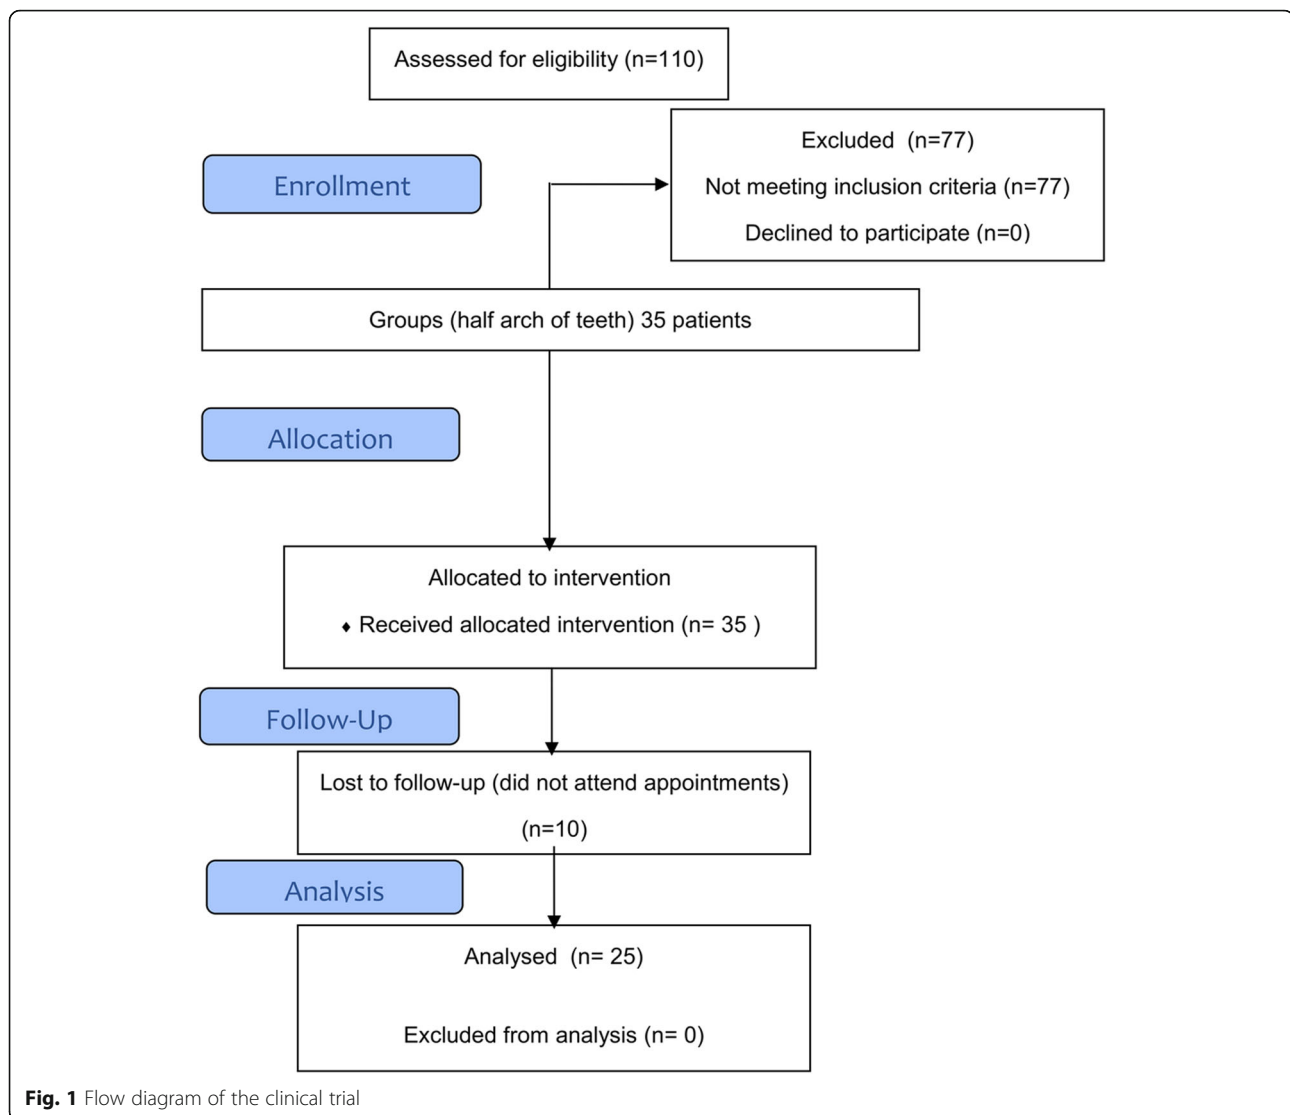 Assessed for eligibility (n=110)
Excluded (n=77)
Not meeting inclusion criteria (n=77)
Declined to participate (n=0)
Enrollment
Groups (half arch of teeth) 35 patients
Allocation
Allocated to intervention
♦ Received allocated intervention (n= 35 )
Follow-Up
Lost to follow-up (did not attend appointments)
(n=10)
Analysis
Analysed (n= 25)
Excluded from analysis (n= 0)
Fig. 1 Flow diagram of the clinical trial